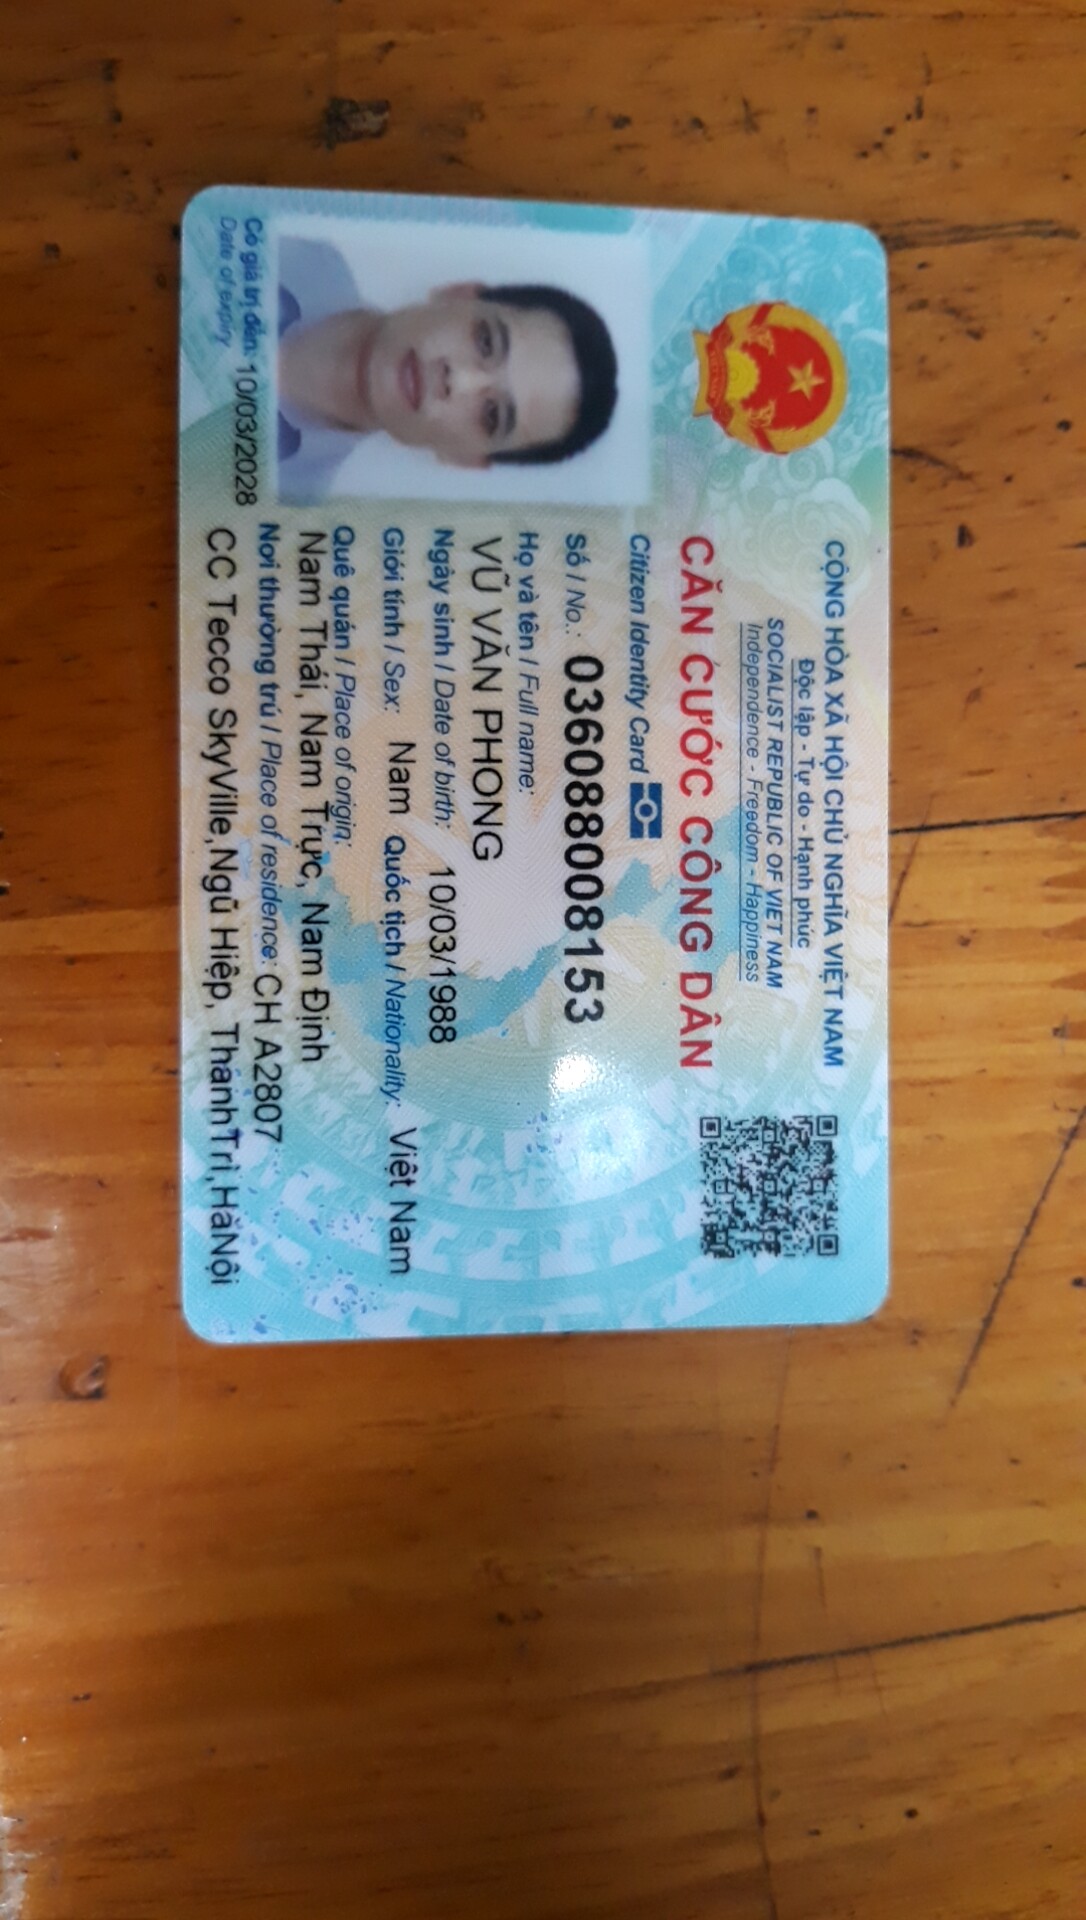 CỘNG HÒA XÃ HỘI CHỦ NGHĨA VIỆT NAM
Độc lập - Tự do - Hạnh phúc
SOCIALIST REPUBLIC OF VIET NAM
Independence - Freedom - Happiness
CĂN CƯỚC CÔNG DÂN
Citizen Identity Card
Số / No.: 036088008153
Họ và tên / Full name:
VŨ VĂN PHONG
Ngày sinh / Date of birth: 10/03/1988
Giới tính / Sex: Nam Quốc tịch / Nationality: Việt Nam
Quê quán / Place of origin:
Nam Thái, Nam Trực, Nam Định
Nơi thường trú / Place of residence: CH A2807
CC Tecco SkyVille,Ngũ Hiệp, ThanhTrì,HàNội
Có giá trị đến: 10/03/2028
Date of expiry